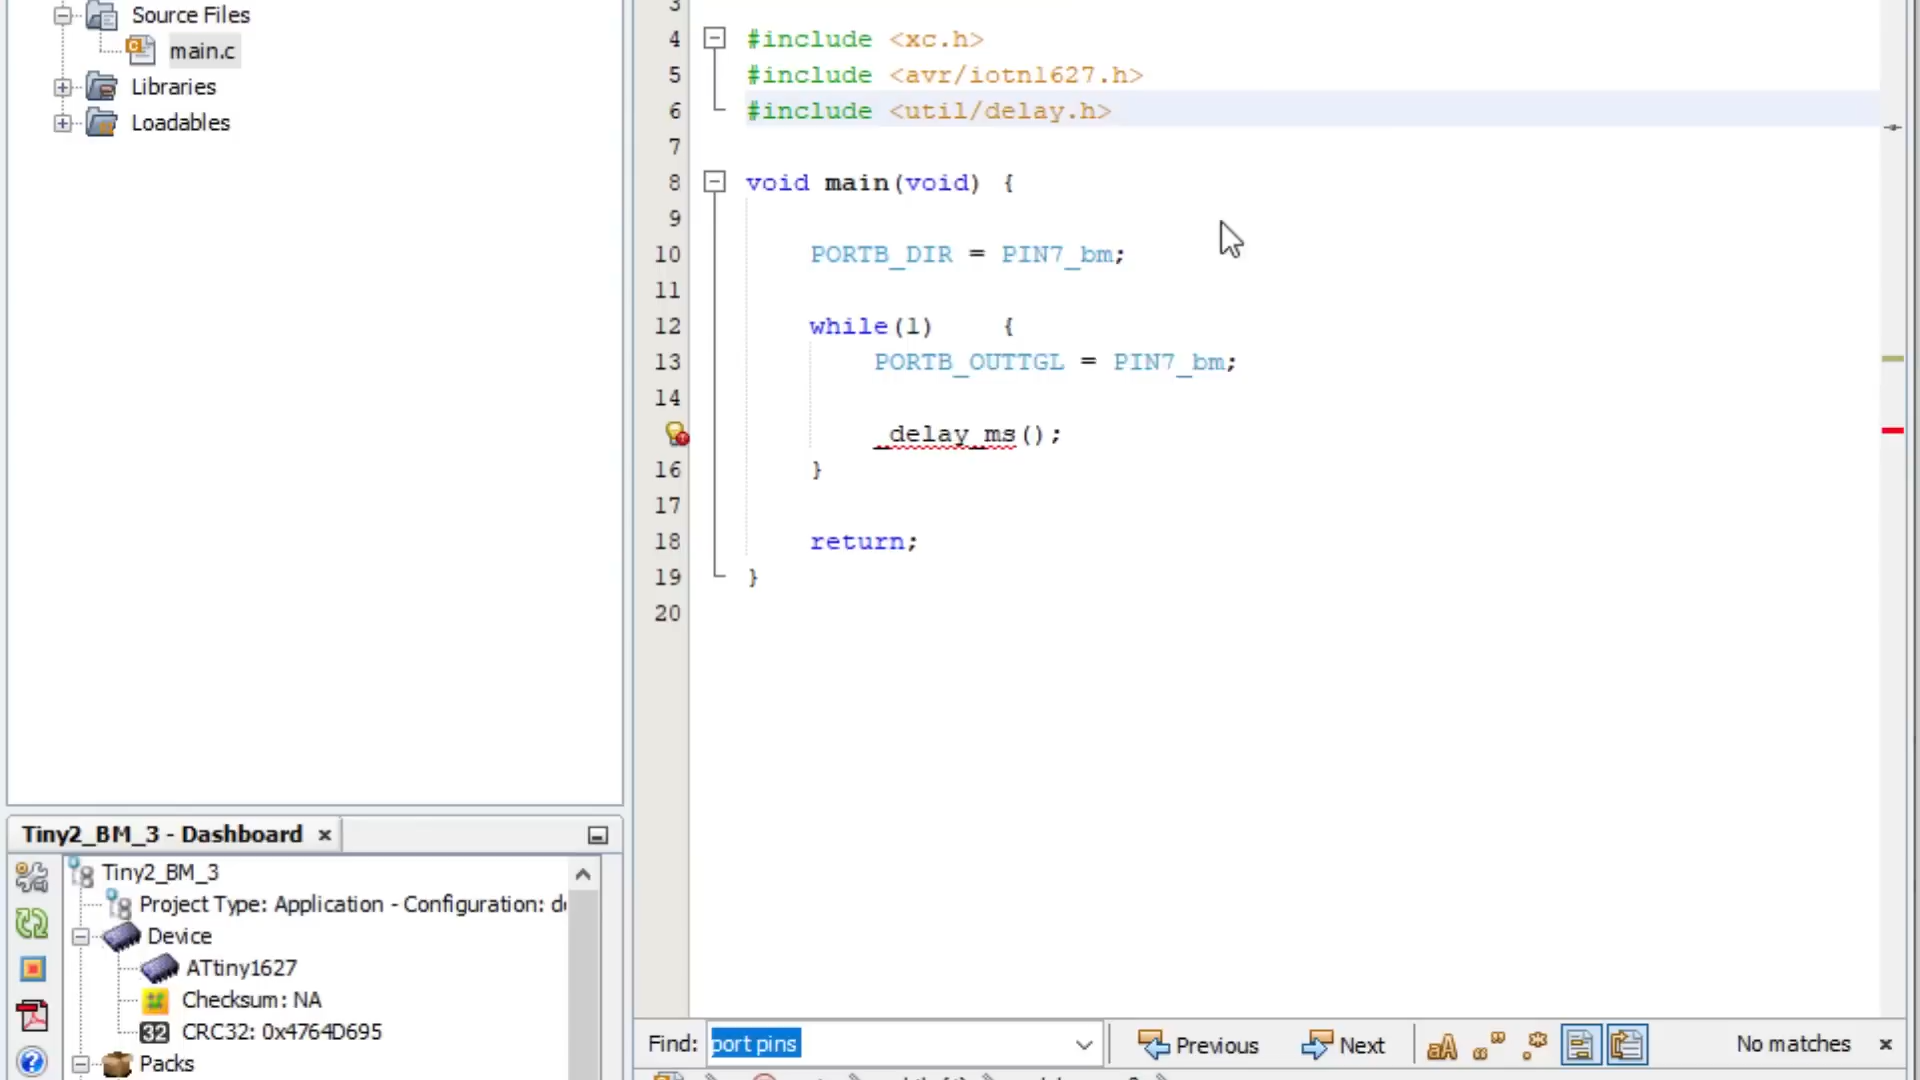 Source Files
main.c
Libraries
Loadables
3
4 #include <xc.h>
5 #include <avr/iotn1627.h>
6 #include <util/delay.h>
7
8 void main(void) {
9
10 PORTB_DIR = PIN7_bm;
11
12 while(1) {
13 PORTB_OUTTGL = PIN7_bm;
14
_delay_ms();
16 }
17
18 return;
19 }
20
Tiny2_BM_3 - Dashboard ×
Tiny2_BM_3
Project Type: Application - Configuration:
Device
ATtiny1627
Checksum: NA
32 CRC32: 0x4764D695
Packs
Find: port pins Previous Next aA No matches ×